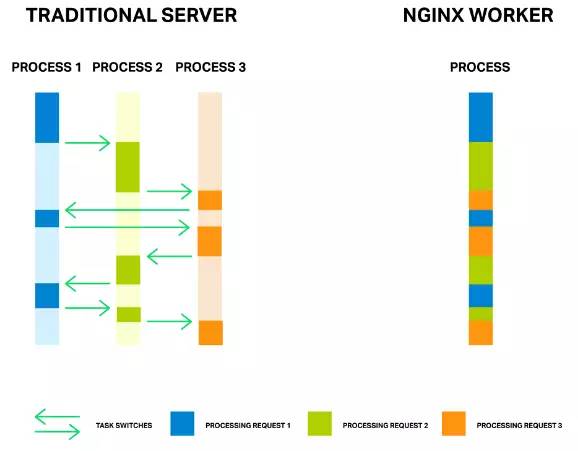 TRADITIONAL SERVER
NGINX WORKER
PROCESS 1 PROCESS 2 PROCESS 3
PROCESS
TASK SWITCHES
PROCESSING REQUEST 1
PROCESSING REQUEST 2
PROCESSING REQUEST 3